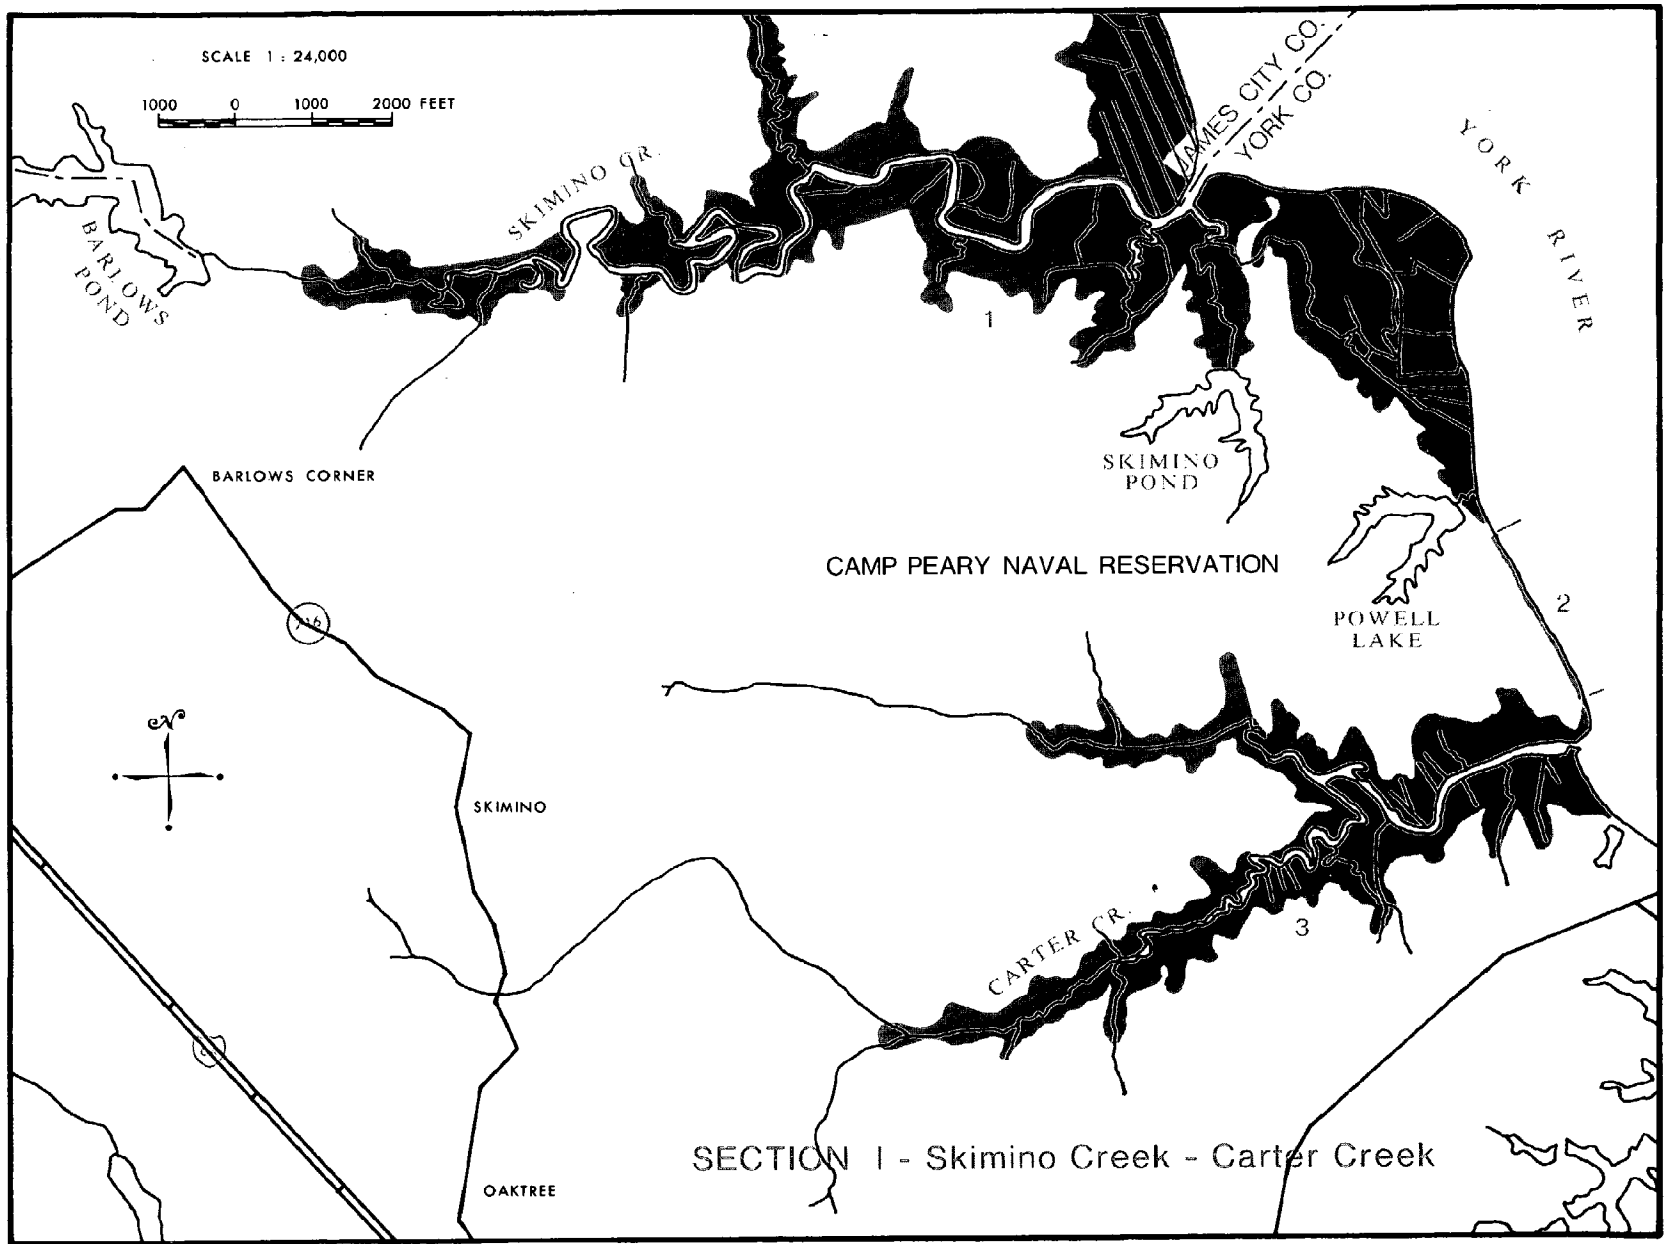 SCALE 1 : 24,000
1000 0 1000 2000 FEET
JAMES CITY CO.
YORK CO.
YORK RIVER
SKIMINO CR.
BARLOWS
POND
1
SKIMINO
POND
BARLOWS CORNER
CAMP PEARY NAVAL RESERVATION
POWELL
LAKE
2
N
SKIMINO
CARTER CR.
3
SECTION I - Skimino Creek - Carter Creek
OAKTREE